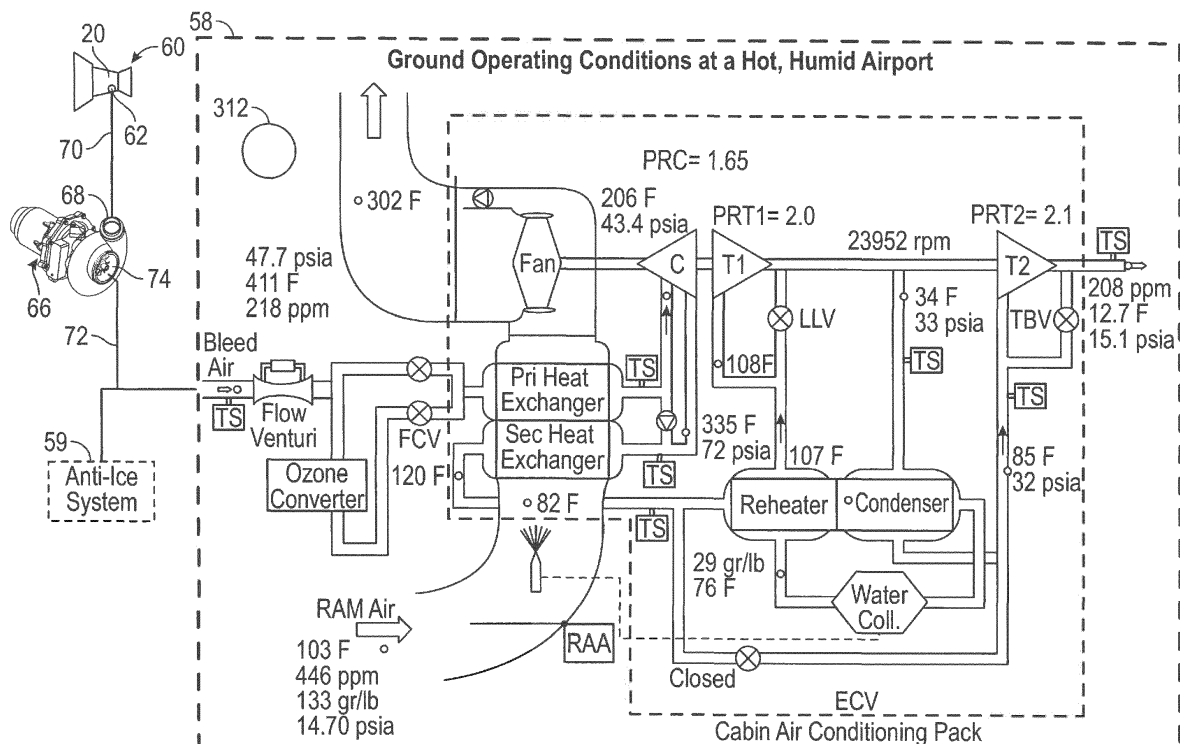 58
20
60
Ground Operating Conditions at a Hot, Humid Airport
312
62
70
PRC= 1.65
68
302 F
206 F
43.4 psia
PRT1= 2.0
PRT2= 2.1
23952 rpm
TS
47.7 psia
411 F
218 ppm
Fan
C
T1
T2
66
74
34 F
33 psia
LLV
TBV
208 ppm
12.7 F
15.1 psia
72
Bleed
Air
TS
108F
TS
Pri Heat
Exchanger
TS
Flow
Venturi
FCV
Sec Heat
Exchanger
335 F
72 psia
107 F
TS
59
Anti-Ice
System
Ozone
Converter
120 F
TS
85 F
32 psia
82 F
Reheater
Condenser
TS
29 gr/lb
76 F
Water
Coll.
RAM Air
RAA
103 F
446 ppm
133 gr/lb
14.70 psia
Closed
ECV
Cabin Air Conditioning Pack